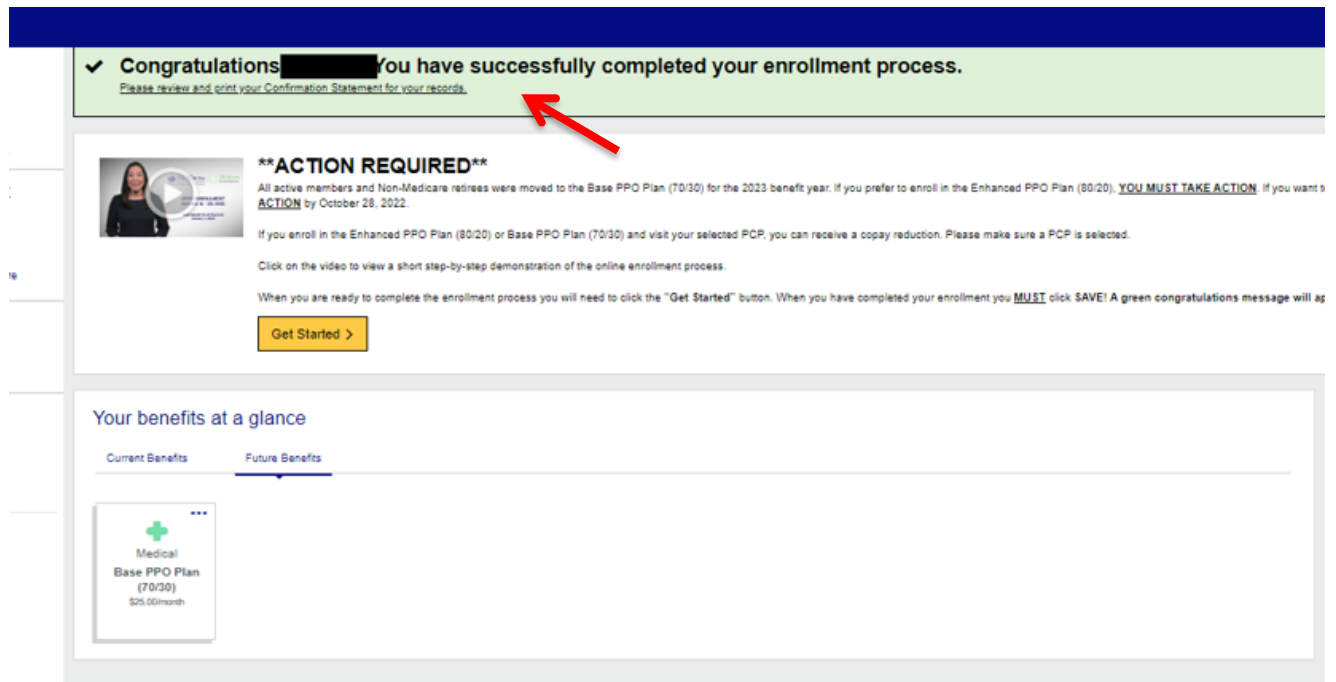 Congratulations You have successfully completed your enrollment process.
Please review and print your Confirmation Statement for your records.
**ACTION REQUIRED**
All active members and Non-Medicare retirees were moved to the Base PPO Plan (70/30) for the 2023 benefit year. If you prefer to enroll in the Enhanced PPO Plan (80/20), YOU MUST TAKE ACTION. If you want to
ACTION by October 28, 2022.
If you enroll in the Enhanced PPO Plan (80/20) or Base PPO Plan (70/30) and visit your selected PCP, you can receive a copay reduction. Please make sure a PCP is selected.
Click on the video to view a short step-by-step demonstration of the online enrollment process.
When you are ready to complete the enrollment process you will need to click the "Get Started" button. When you have completed your enrollment you MUST click SAVE! A green congratulations message will ap
Get Started >
Your benefits at a glance
Current Benefits Future Benefits
Medical
Base PPO Plan
(70/30)
$25.00/month